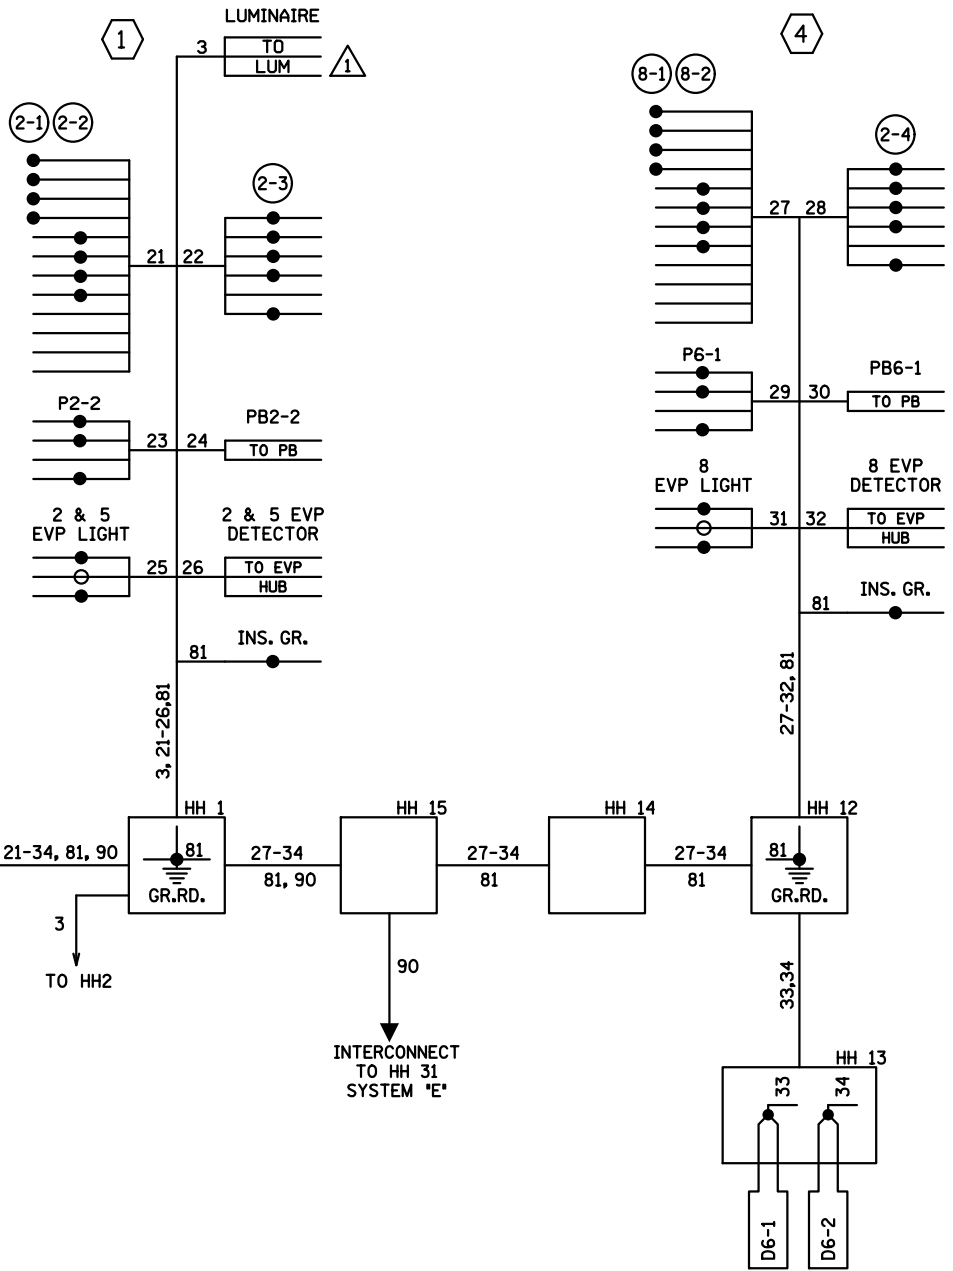 LUMINAIRE
1
3
TO
LUM
1
4
8-1
8-2
2-1
2-2
2-3
2-4
21
22
27
28
P2-2
PB2-2
23
24
TO PB
P6-1
PB6-1
29
30
TO PB
2 & 5
EVP LIGHT
2 & 5 EVP
DETECTOR
25
26
TO EVP
HUB
8
EVP LIGHT
8 EVP
DETECTOR
31
32
TO EVP
HUB
INS. GR.
81
INS. GR.
81
3, 21-26,81
27-32, 81
HH 1
HH 15
HH 14
HH 12
21-34, 81, 90
81
GR.RD.
27-34
81, 90
27-34
81
27-34
81
81
GR.RD.
3
TO HH2
90
INTERCONNECT
TO HH 31
SYSTEM "E"
33,34
HH 13
33
34
D6-1
D6-2